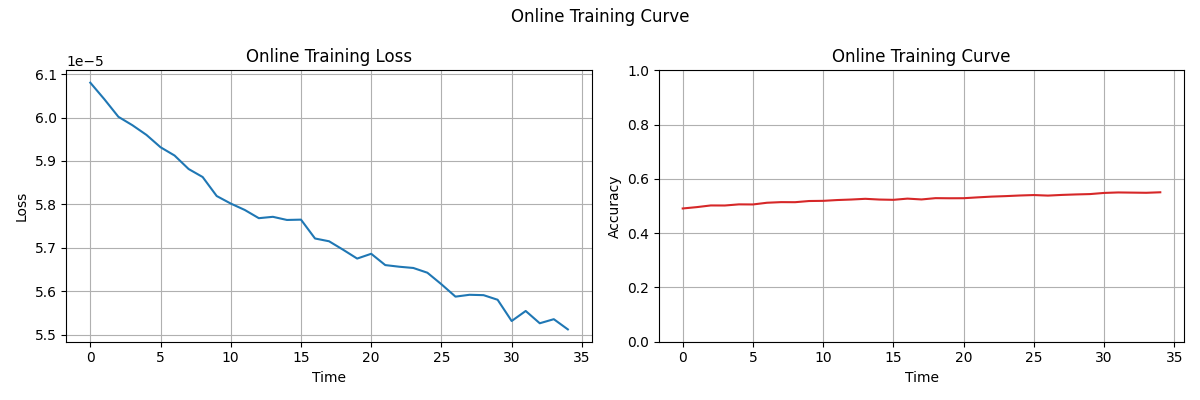 Online Training Curve
Online Training Loss
1e−5
6.1
6.0
5.9
5.8
5.7
5.6
5.5
Loss
0 5 10 15 20 25 30 35
Time
Online Training Curve
1.0
0.8
0.6
0.4
0.2
0.0
Accuracy
0 5 10 15 20 25 30 35
Time